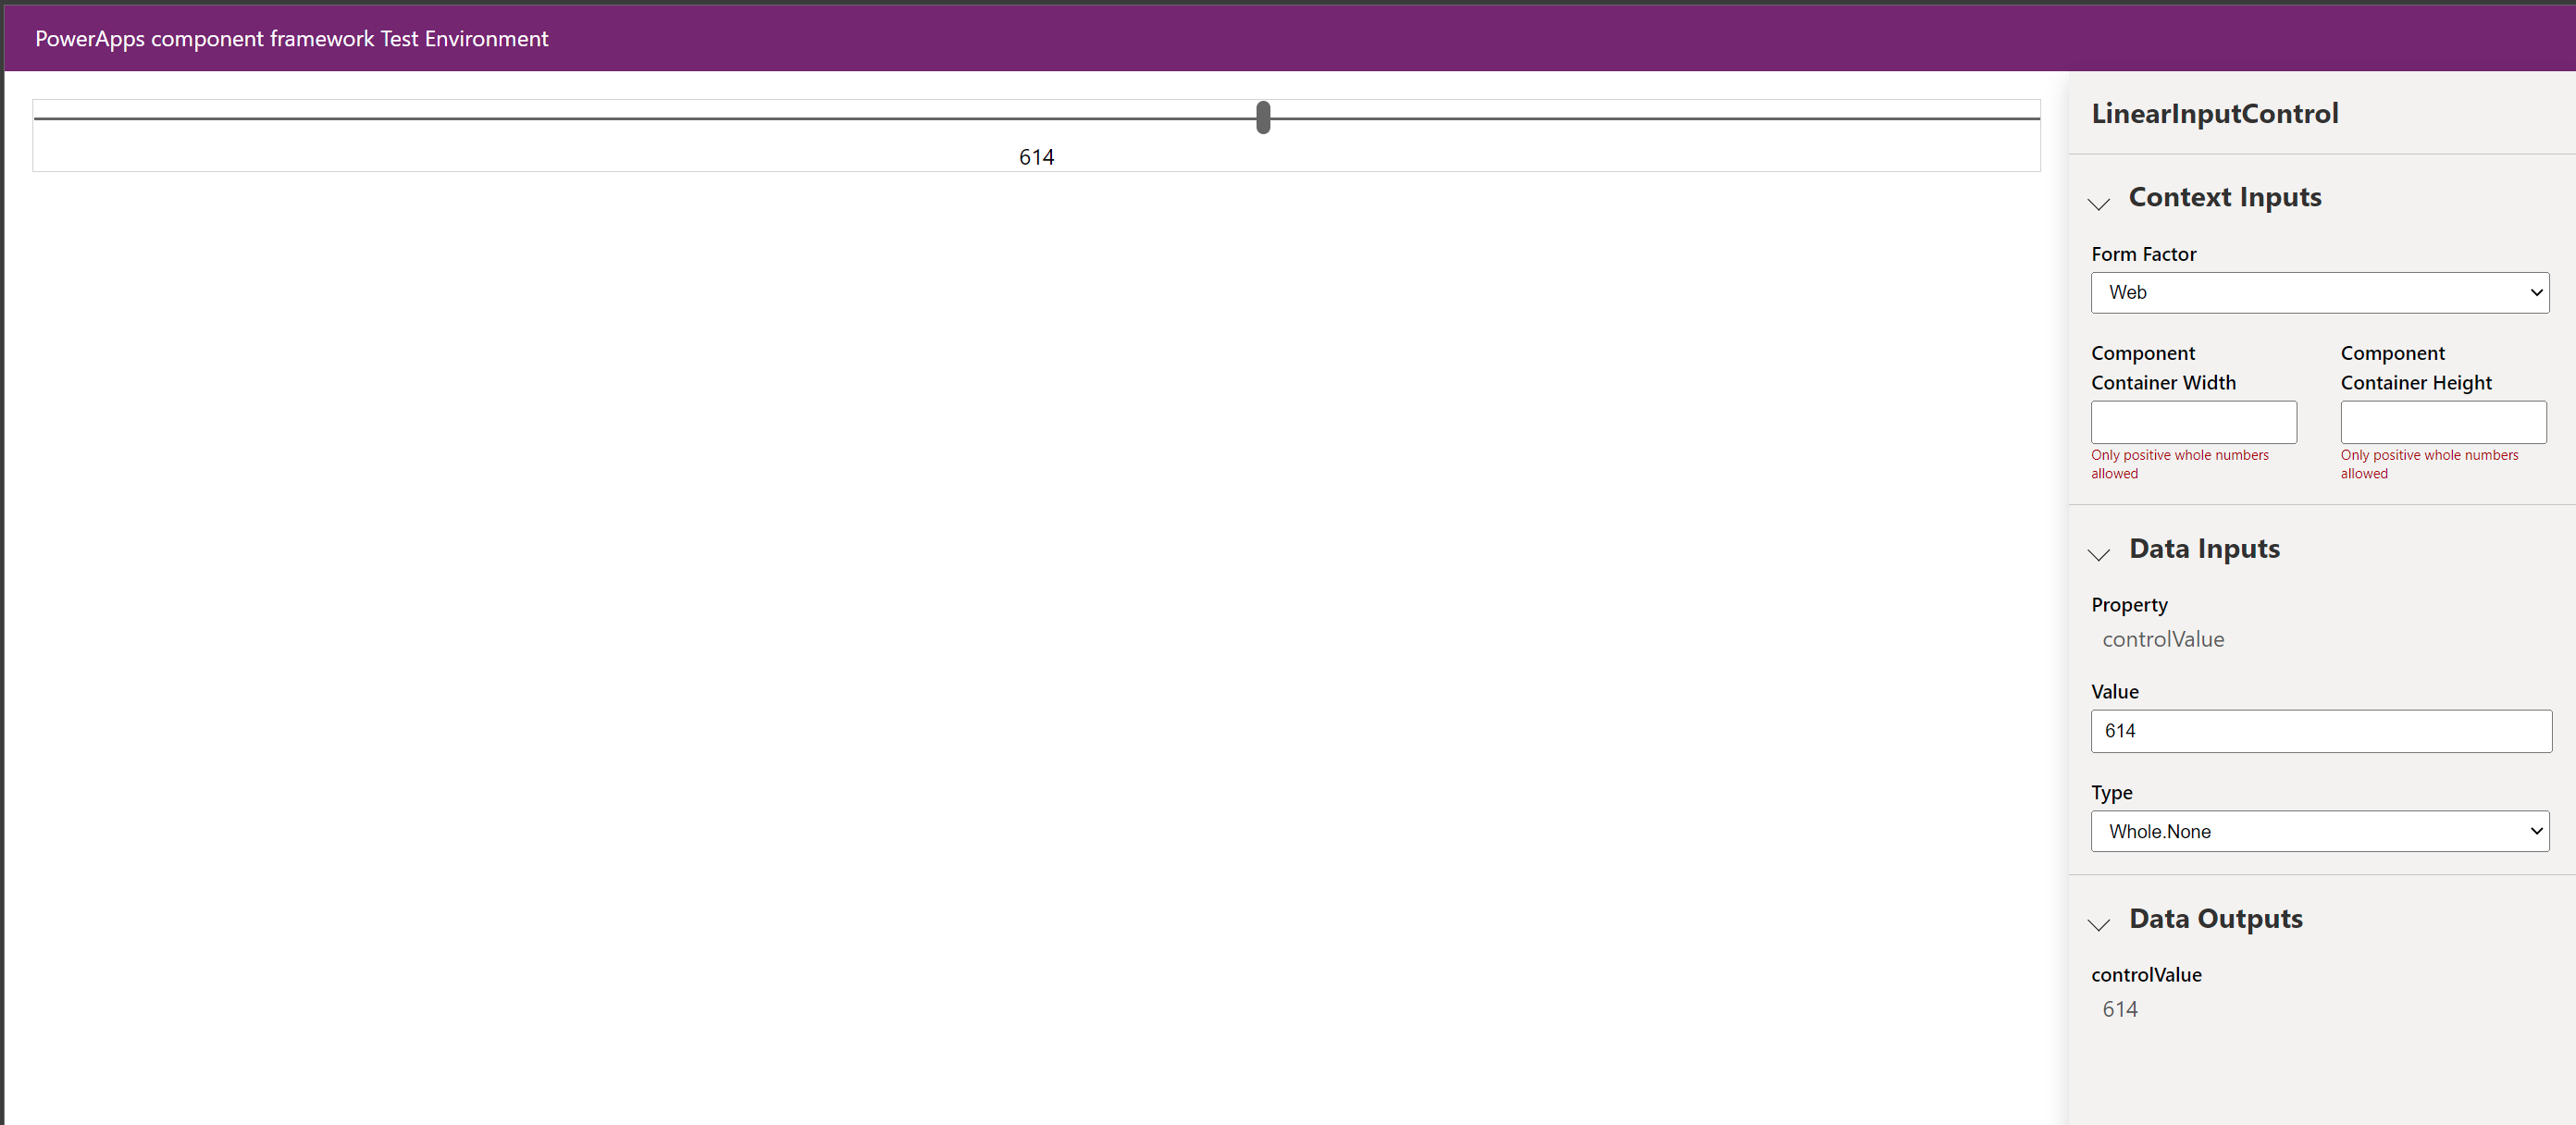 PowerApps component framework Test Environment
614
LinearInputControl
Context Inputs
Form Factor
Web
Component
Container Width
Only positive whole numbers
allowed
Component
Container Height
Only positive whole numbers
allowed
Data Inputs
Property
controlValue
Value
614
Type
Whole.None
Data Outputs
controlValue
614